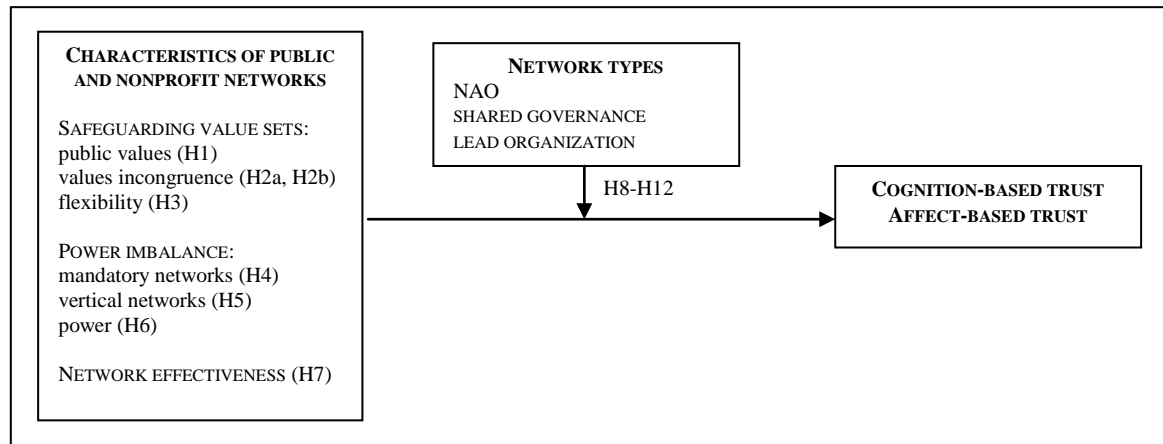 CHARACTERISTICS OF PUBLIC
AND NONPROFIT NETWORKS
SAFEGUARDING VALUE SETS:
public values (H1)
values incongruence (H2a, H2b)
flexibility (H3)
POWER IMBALANCE:
mandatory networks (H4)
vertical networks (H5)
power (H6)
NETWORK EFFECTIVENESS (H7)
NETWORK TYPES
NAO
SHARED GOVERNANCE
LEAD ORGANIZATION
H8-H12
COGNITION-BASED TRUST
AFFECT-BASED TRUST